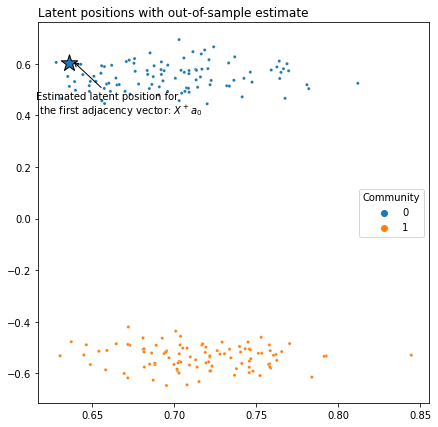 Latent positions with out-of-sample estimate
0.6
Estimated latent position for
the first adjacency vector: X⁺a₀
0.4
0.2
Community
0
1
0.0
−0.2
−0.4
−0.6
0.65 0.70 0.75 0.80 0.85